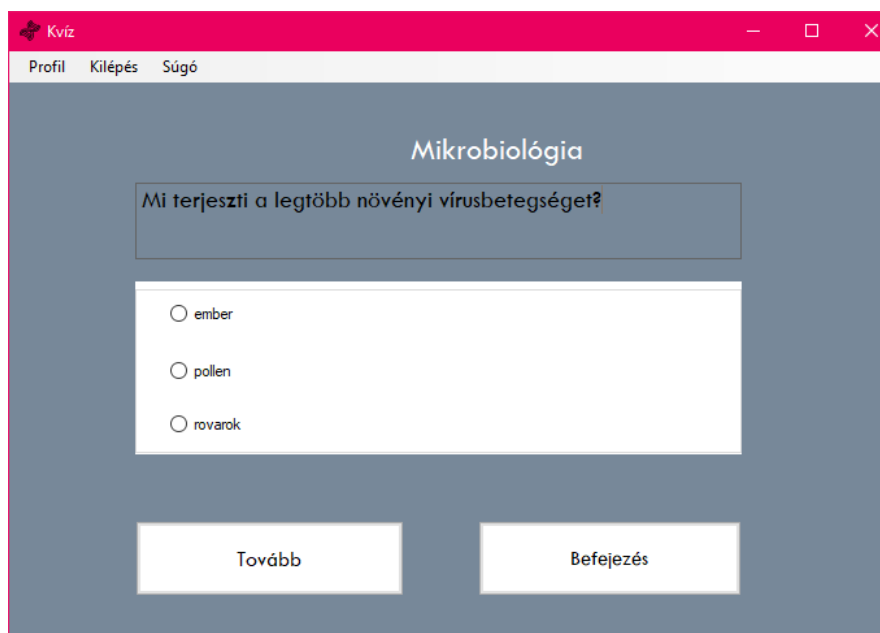 Kvíz
Profil Kilépés Súgó
Mikrobiológia
Mi terjeszti a legtöbb növényi vírusbetegséget?
ember
pollen
rovarok
Tovább Befejezés